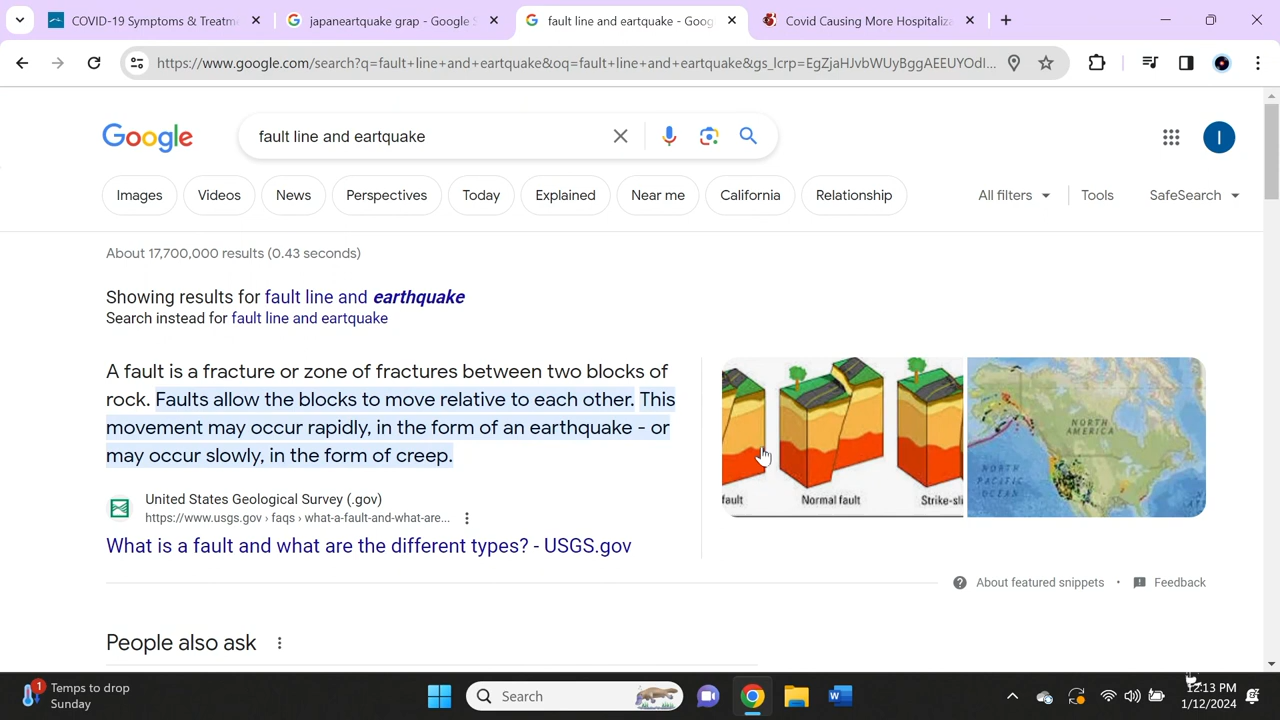 COVID-19 Symptoms & Treatm
japaneartquake grap - Google S
fault line and eartquake - Goog
Covid Causing More Hospitaliza
https://www.google.com/search?q=fault+line+and+eartquake&oq=fault+line+and+eartquake&gs_lcrp=EgZjaHJvbWUyBggAEEUYOdI...
Google
fault line and eartquake
I
Images
Videos
News
Perspectives
Today
Explained
Near me
California
Relationship
All filters
Tools
SafeSearch
About 17,700,000 results (0.43 seconds)
Showing results for fault line and earthquake
Search instead for fault line and eartquake
A fault is a fracture or zone of fractures between two blocks of
rock. Faults allow the blocks to move relative to each other. This
movement may occur rapidly, in the form of an earthquake - or
may occur slowly, in the form of creep.
fault
Normal fault
Strike-sli
NORTH
AMERICA
NORTH
PACIFIC
OCEAN
United States Geological Survey (.gov)
https://www.usgs.gov › faqs › what-a-fault-and-what-are...
What is a fault and what are the different types? - USGS.gov
About featured snippets
•
Feedback
People also ask
1
Temps to drop
Sunday
Search
12:13 PM
1/12/2024